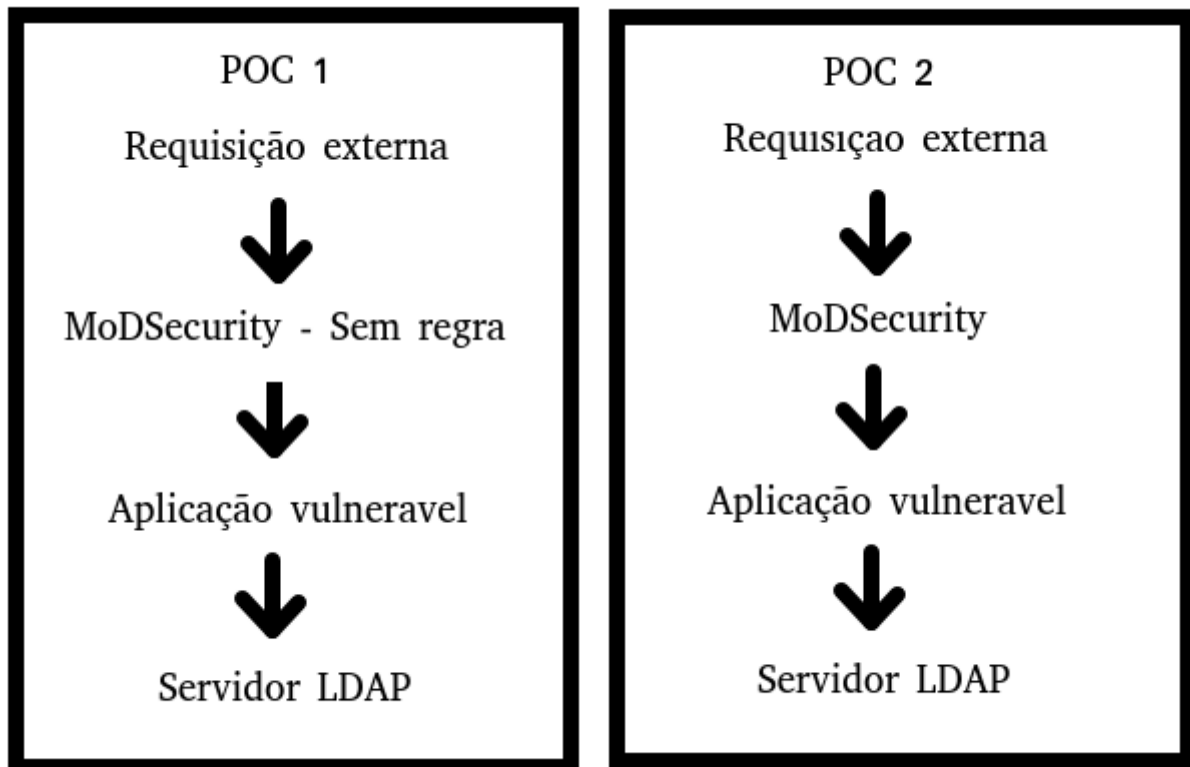 POC 1
Requisição externa
MoDSecurity - Sem regra
Aplicação vulneravel
Servidor LDAP
POC 2
Requısıçao externa
MoDSecurity
Aplicação vulneravel
Servidor LDAP